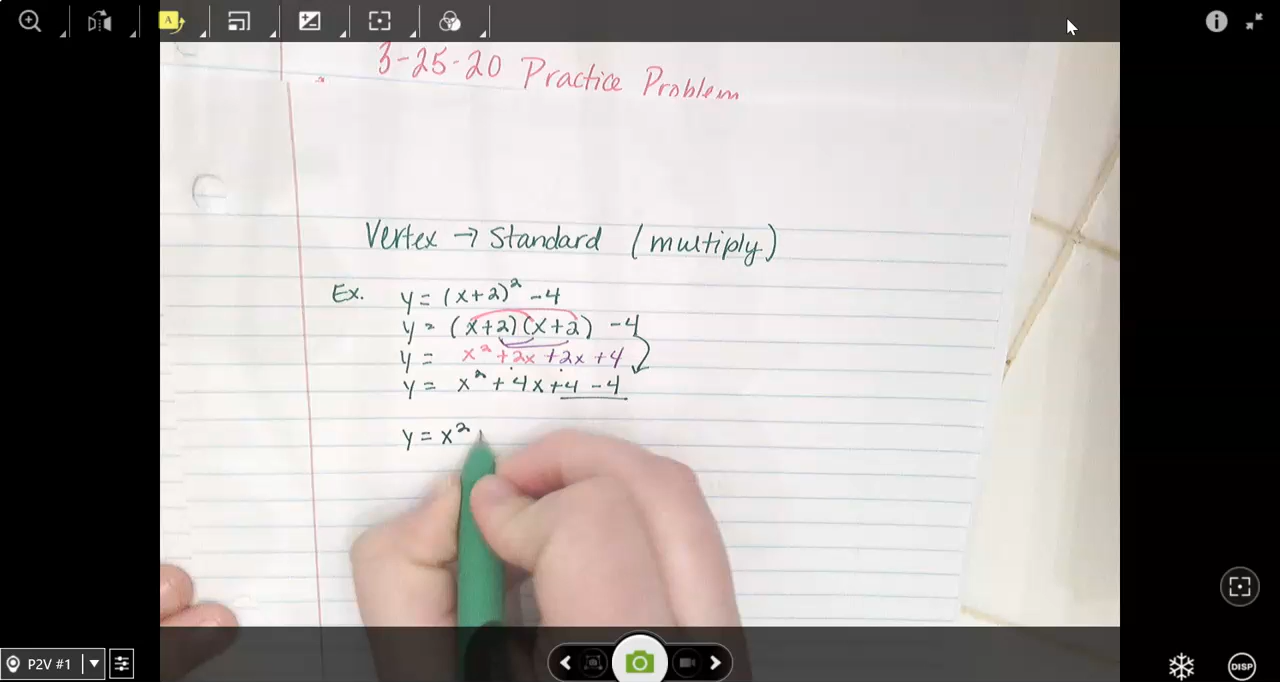 A
3-25-20 Practice Problem
Vertex → Standard (multiply)
Ex. y = (x+2)² -4
y = (x+2)(x+2) -4
y = x² +2x +2x +4
y = x² + 4x +4 -4
y = x²
P2V #1
DISP